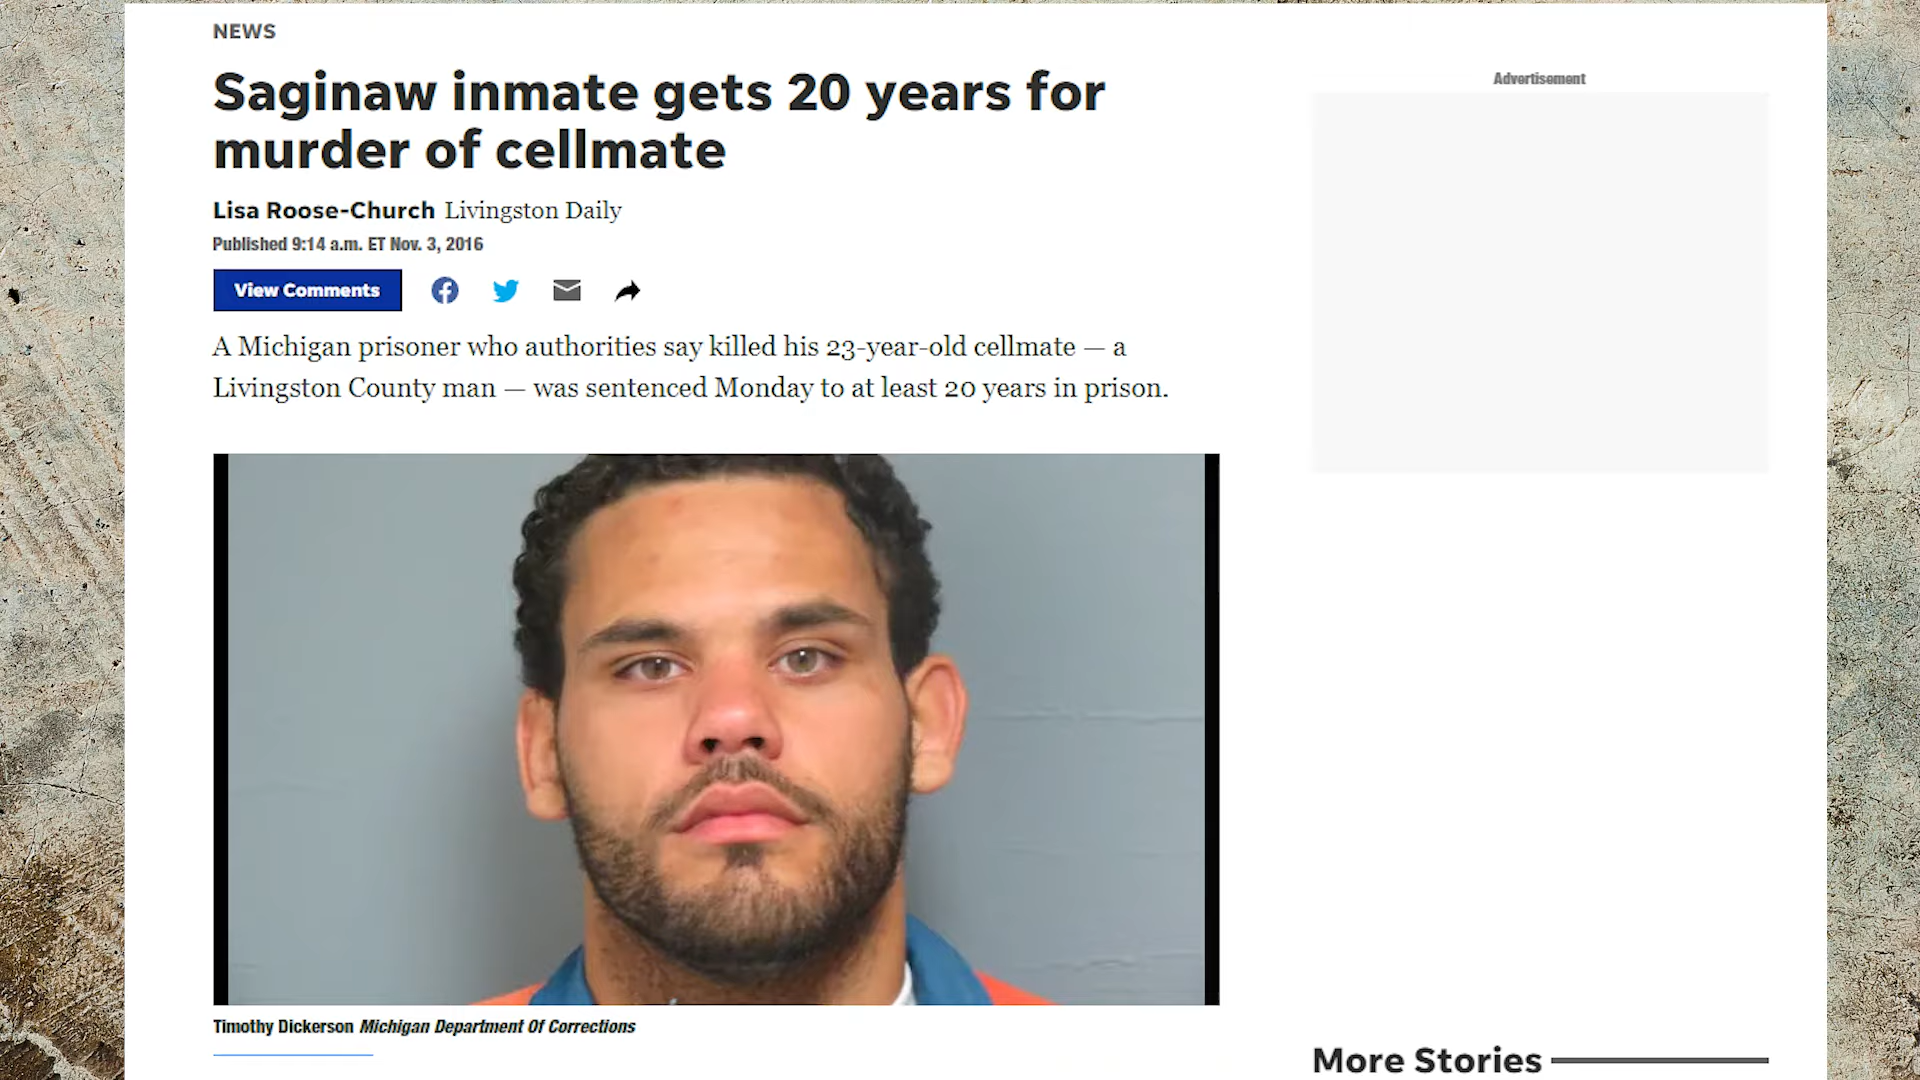 NEWS
Saginaw inmate gets 20 years for
murder of cellmate
Advertisement
Lisa Roose-Church Livingston Daily
Published 9:14 a.m. ET Nov. 3, 2016
View Comments
A Michigan prisoner who authorities say killed his 23-year-old cellmate — a
Livingston County man — was sentenced Monday to at least 20 years in prison.
Timothy Dickerson Michigan Department Of Corrections
More Stories